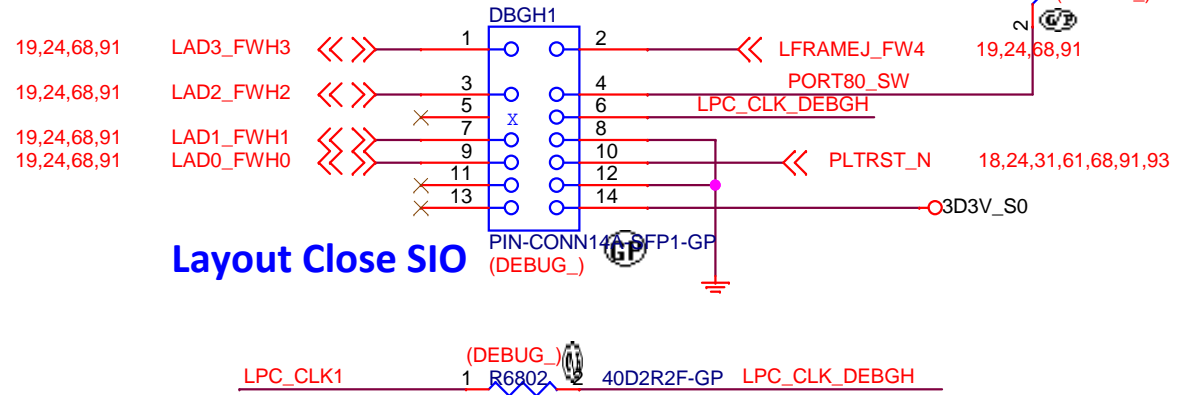 DBGH1
2 GP
19,24,68,91 LAD3_FWH3 1 2 LFRAMEJ_FW4 19,24,68,91
19,24,68,91 LAD2_FWH2 3 4 PORT80_SW
5 X 6 LPC_CLK_DEBGH
19,24,68,91 LAD1_FWH1 7 8
19,24,68,91 LAD0_FWH0 9 10 PLTRST_N 18,24,31,61,68,91,93
11 12
13 14 3D3V_S0
PIN-CONN14A-SFP1-GP
Layout Close SIO (DEBUG_) GP
(DEBUG_)
LPC_CLK1 1 R6802 2 40D2R2F-GP LPC_CLK_DEBGH